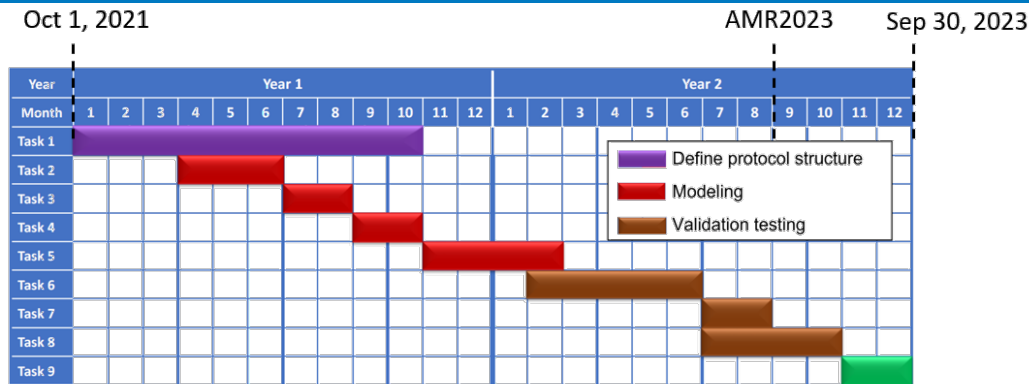 Oct 1, 2021 AMR2023 Sep 30, 2023
Year Year 1 Year 2
Month 1 2 3 4 5 6 7 8 9 10 11 12 1 2 3 4 5 6 7 8 9 10 11 12
Task 1
Define protocol structure
Task 2
Modeling
Task 3
Validation testing
Task 4
Task 5
Task 6
Task 7
Task 8
Task 9